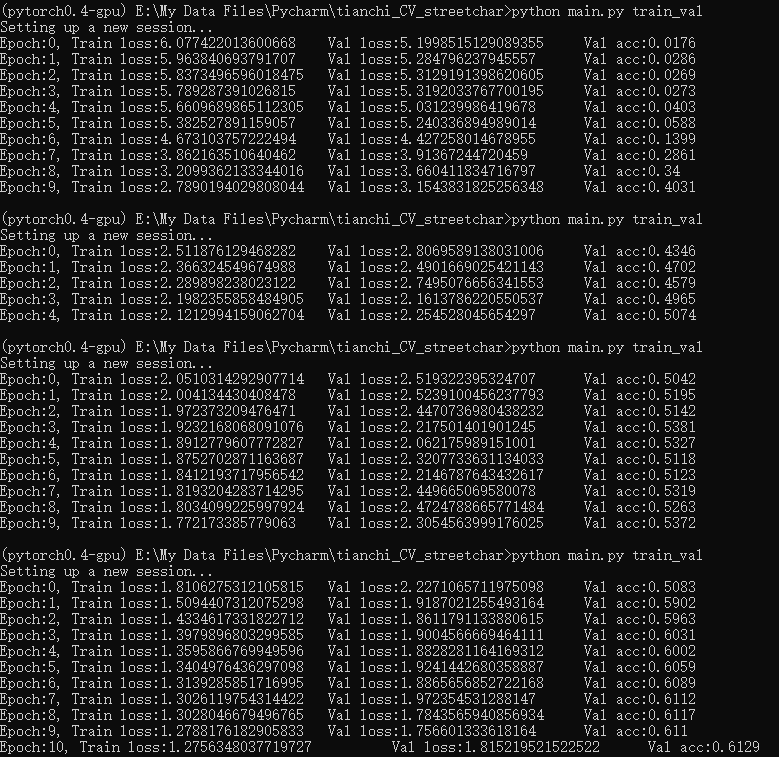 (pytorch0.4-gpu) E:\My Data Files\Pycharm\tianchi_CV_streetchar>python main.py train_val
Setting up a new session...
Epoch:0, Train loss:6.077422013600668 Val loss:5.1998515129089355 Val acc:0.0176
Epoch:1, Train loss:5.963840693791707 Val loss:5.284796237945557 Val acc:0.0286
Epoch:2, Train loss:5.8373496596018475 Val loss:5.3129191398620605 Val acc:0.0269
Epoch:3, Train loss:5.789287391026815 Val loss:5.3192033767700195 Val acc:0.0273
Epoch:4, Train loss:5.6609689865112305 Val loss:5.031239986419678 Val acc:0.0403
Epoch:5, Train loss:5.382527891159057 Val loss:5.240336894989014 Val acc:0.0588
Epoch:6, Train loss:4.673103757222494 Val loss:4.427258014678955 Val acc:0.1399
Epoch:7, Train loss:3.862163510640462 Val loss:3.91367244720459 Val acc:0.2861
Epoch:8, Train loss:3.2099362133344016 Val loss:3.660411834716797 Val acc:0.34
Epoch:9, Train loss:2.7890194029808044 Val loss:3.1543831825256348 Val acc:0.4031
(pytorch0.4-gpu) E:\My Data Files\Pycharm\tianchi_CV_streetchar>python main.py train_val
Setting up a new session...
Epoch:0, Train loss:2.511876129468282 Val loss:2.8069589138031006 Val acc:0.4346
Epoch:1, Train loss:2.366324549674988 Val loss:2.4901669025421143 Val acc:0.4702
Epoch:2, Train loss:2.289898238023122 Val loss:2.7495076656341553 Val acc:0.4579
Epoch:3, Train loss:2.1982355858484905 Val loss:2.1613786220550537 Val acc:0.4965
Epoch:4, Train loss:2.1212994159062704 Val loss:2.254528045654297 Val acc:0.5074
(pytorch0.4-gpu) E:\My Data Files\Pycharm\tianchi_CV_streetchar>python main.py train_val
Setting up a new session...
Epoch:0, Train loss:2.0510314292907714 Val loss:2.519322395324707 Val acc:0.5042
Epoch:1, Train loss:2.004134430408478 Val loss:2.5239100456237793 Val acc:0.5195
Epoch:2, Train loss:1.972373209476471 Val loss:2.4470736980438232 Val acc:0.5142
Epoch:3, Train loss:1.9232168068091076 Val loss:2.217501401901245 Val acc:0.5381
Epoch:4, Train loss:1.8912779607772827 Val loss:2.062175989151001 Val acc:0.5327
Epoch:5, Train loss:1.8752702871163687 Val loss:2.3207733631134033 Val acc:0.5118
Epoch:6, Train loss:1.8412193717956542 Val loss:2.2146787643432617 Val acc:0.5123
Epoch:7, Train loss:1.8193204283714295 Val loss:2.449665069580078 Val acc:0.5319
Epoch:8, Train loss:1.8034099225997924 Val loss:2.4724788665771484 Val acc:0.5263
Epoch:9, Train loss:1.772173385779063 Val loss:2.3054563999176025 Val acc:0.5372
(pytorch0.4-gpu) E:\My Data Files\Pycharm\tianchi_CV_streetchar>python main.py train_val
Setting up a new session...
Epoch:0, Train loss:1.8106275312105815 Val loss:2.2271065711975098 Val acc:0.5083
Epoch:1, Train loss:1.5094407312075298 Val loss:1.9187021255493164 Val acc:0.5902
Epoch:2, Train loss:1.4334617331822712 Val loss:1.8611791133880615 Val acc:0.5963
Epoch:3, Train loss:1.3979896803299585 Val loss:1.9004566669464111 Val acc:0.6031
Epoch:4, Train loss:1.3595866769949596 Val loss:1.8828281164169312 Val acc:0.6002
Epoch:5, Train loss:1.3404976436297098 Val loss:1.9241442680358887 Val acc:0.6059
Epoch:6, Train loss:1.3139285851716995 Val loss:1.8865656852722168 Val acc:0.6089
Epoch:7, Train loss:1.3026119754314422 Val loss:1.972354531288147 Val acc:0.6112
Epoch:8, Train loss:1.3028046679496765 Val loss:1.7843565940856934 Val acc:0.6117
Epoch:9, Train loss:1.2788176182905833 Val loss:1.756601333618164 Val acc:0.611
Epoch:10, Train loss:1.2756348037719727 Val loss:1.815219521522522 Val acc:0.6129